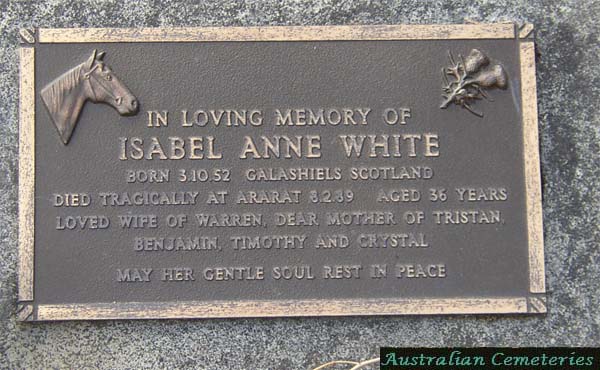 IN LOVING MEMORY OF
ISABEL ANNE WHITE
BORN 3.10.52 GALASHIELS SCOTLAND
DIED TRAGICALLY AT ARARAT 8.2.89 AGED 36 YEARS
LOVED WIFE OF WARREN, DEAR MOTHER OF TRISTAN,
BENJAMIN, TIMOTHY AND CRYSTAL
MAY HER GENTLE SOUL REST IN PEACE
Australian Cemeteries